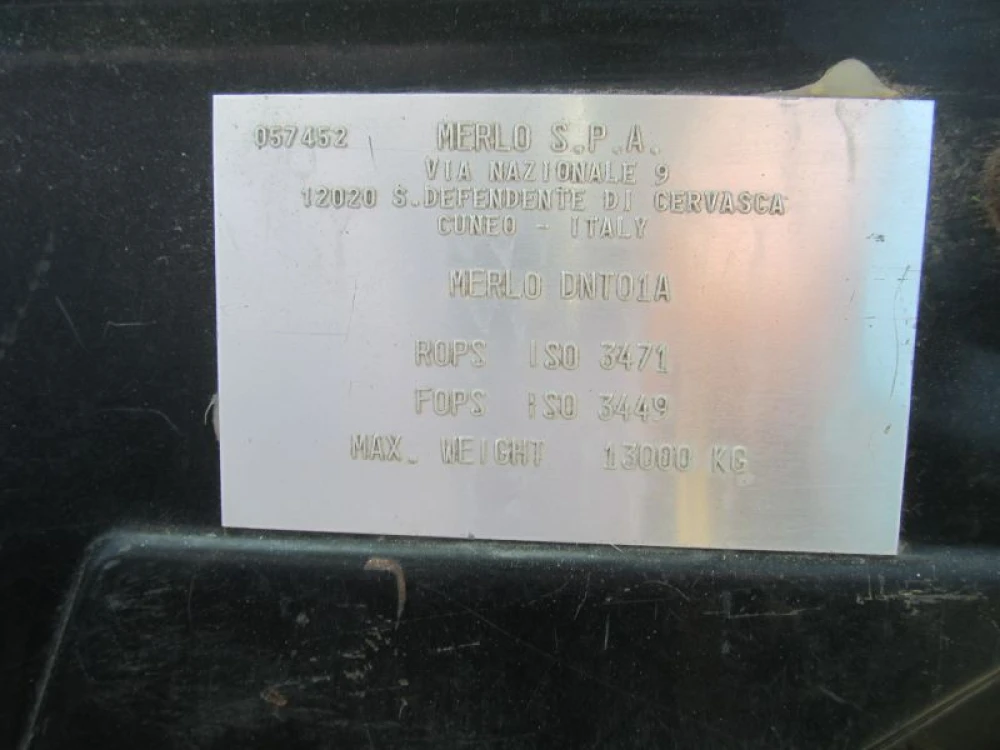 057452 MERLO S.P.A.
VIA NAZIONALE 9
12020 S.DEFENDENTE DI CERVASCA
CUNEO - ITALY
MERLO DNT01A
ROPS ISO 3471
FOPS ISO 3449
MAX. WEIGHT 13000 KG